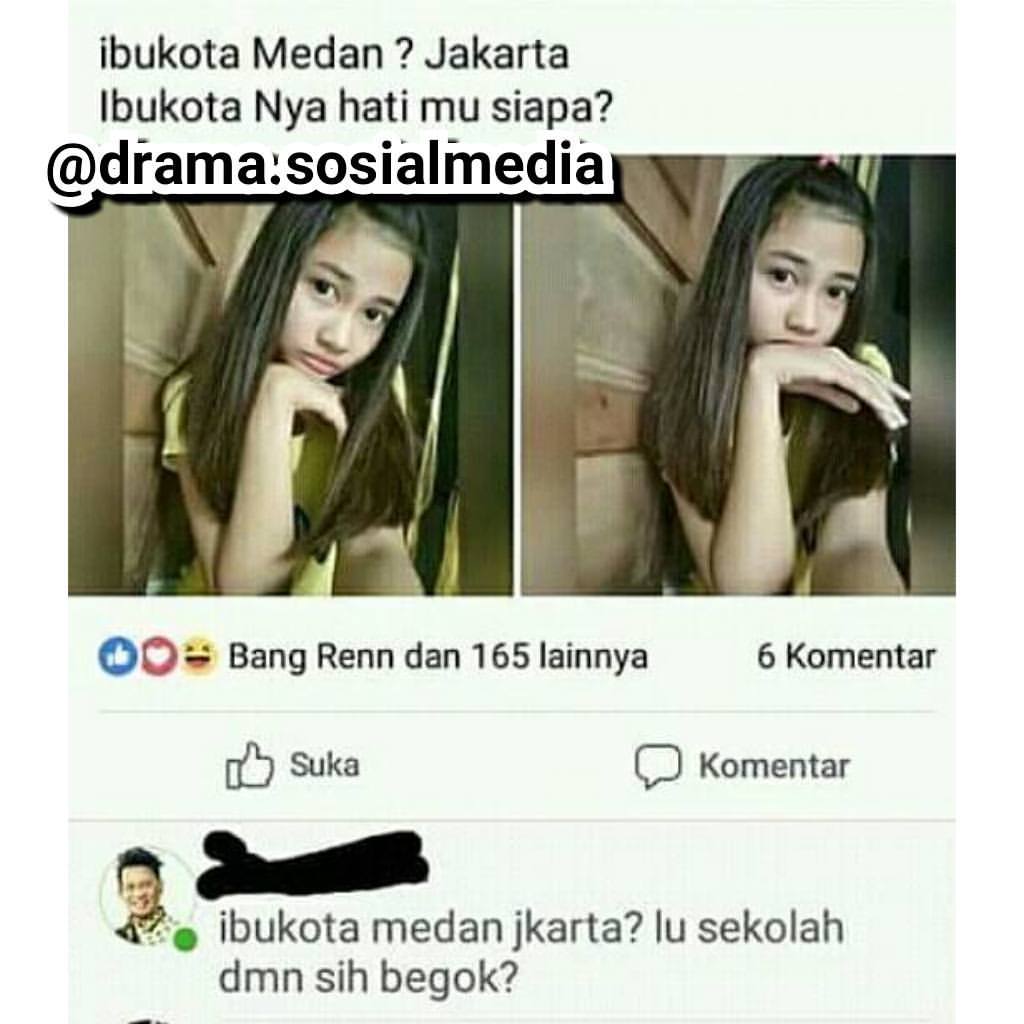 ibukota Medan ? Jakarta
Ibukota Nya hati mu siapa?
@drama.sosialmedia
Bang Renn dan 165 lainnya
6 Komentar
Suka
Komentar
ibukota medan jkarta? lu sekolah
dmn sih begok?